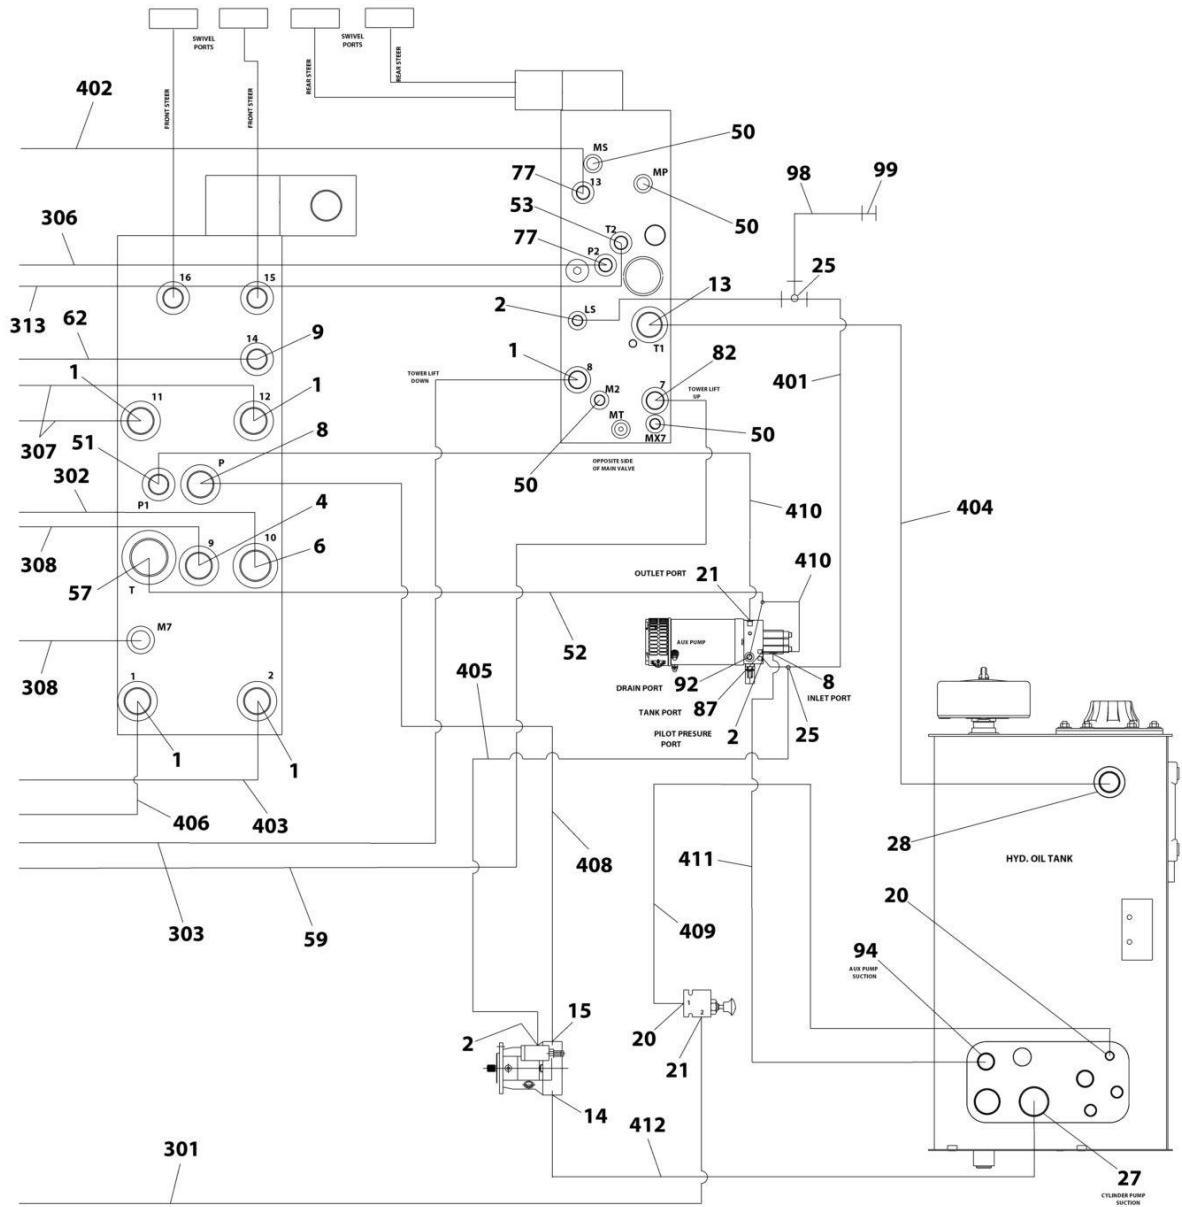 SWIVEL
PORTS
SWIVEL
PORTS
FRONT STEER
FRONT STEER
REAR STEER
REAR STEER
402
MS
50
77
13
MP
98
99
306
53
50
T2
77
P2
16
15
25
313
62
2
LS
13
14
9
T1
1
1
1
8
82
TOWER LIFT
DOWN
401
11
12
M2
7
TOWER LIFT
UP
307
51
8
MT
MX7
50
P
OPPOSITE SIDE
OF MAIN VALVE
302
50
P1
4
410
404
308
9
10
6
57
T
OUTLET PORT
21
410
M7
AUX PUMP
52
308
405
DRAIN PORT
92
8
INLET PORT
1
2
TANK PORT
87
PILOT PRESURE
PORT
2
25
1
1
406
403
28
408
411
HYD. OIL TANK
20
303
59
409
94
AUX PUMP
SUCTION
1
2
15
2
20
20
21
14
412
301
27
CYLINDER PUMP
SUCTION